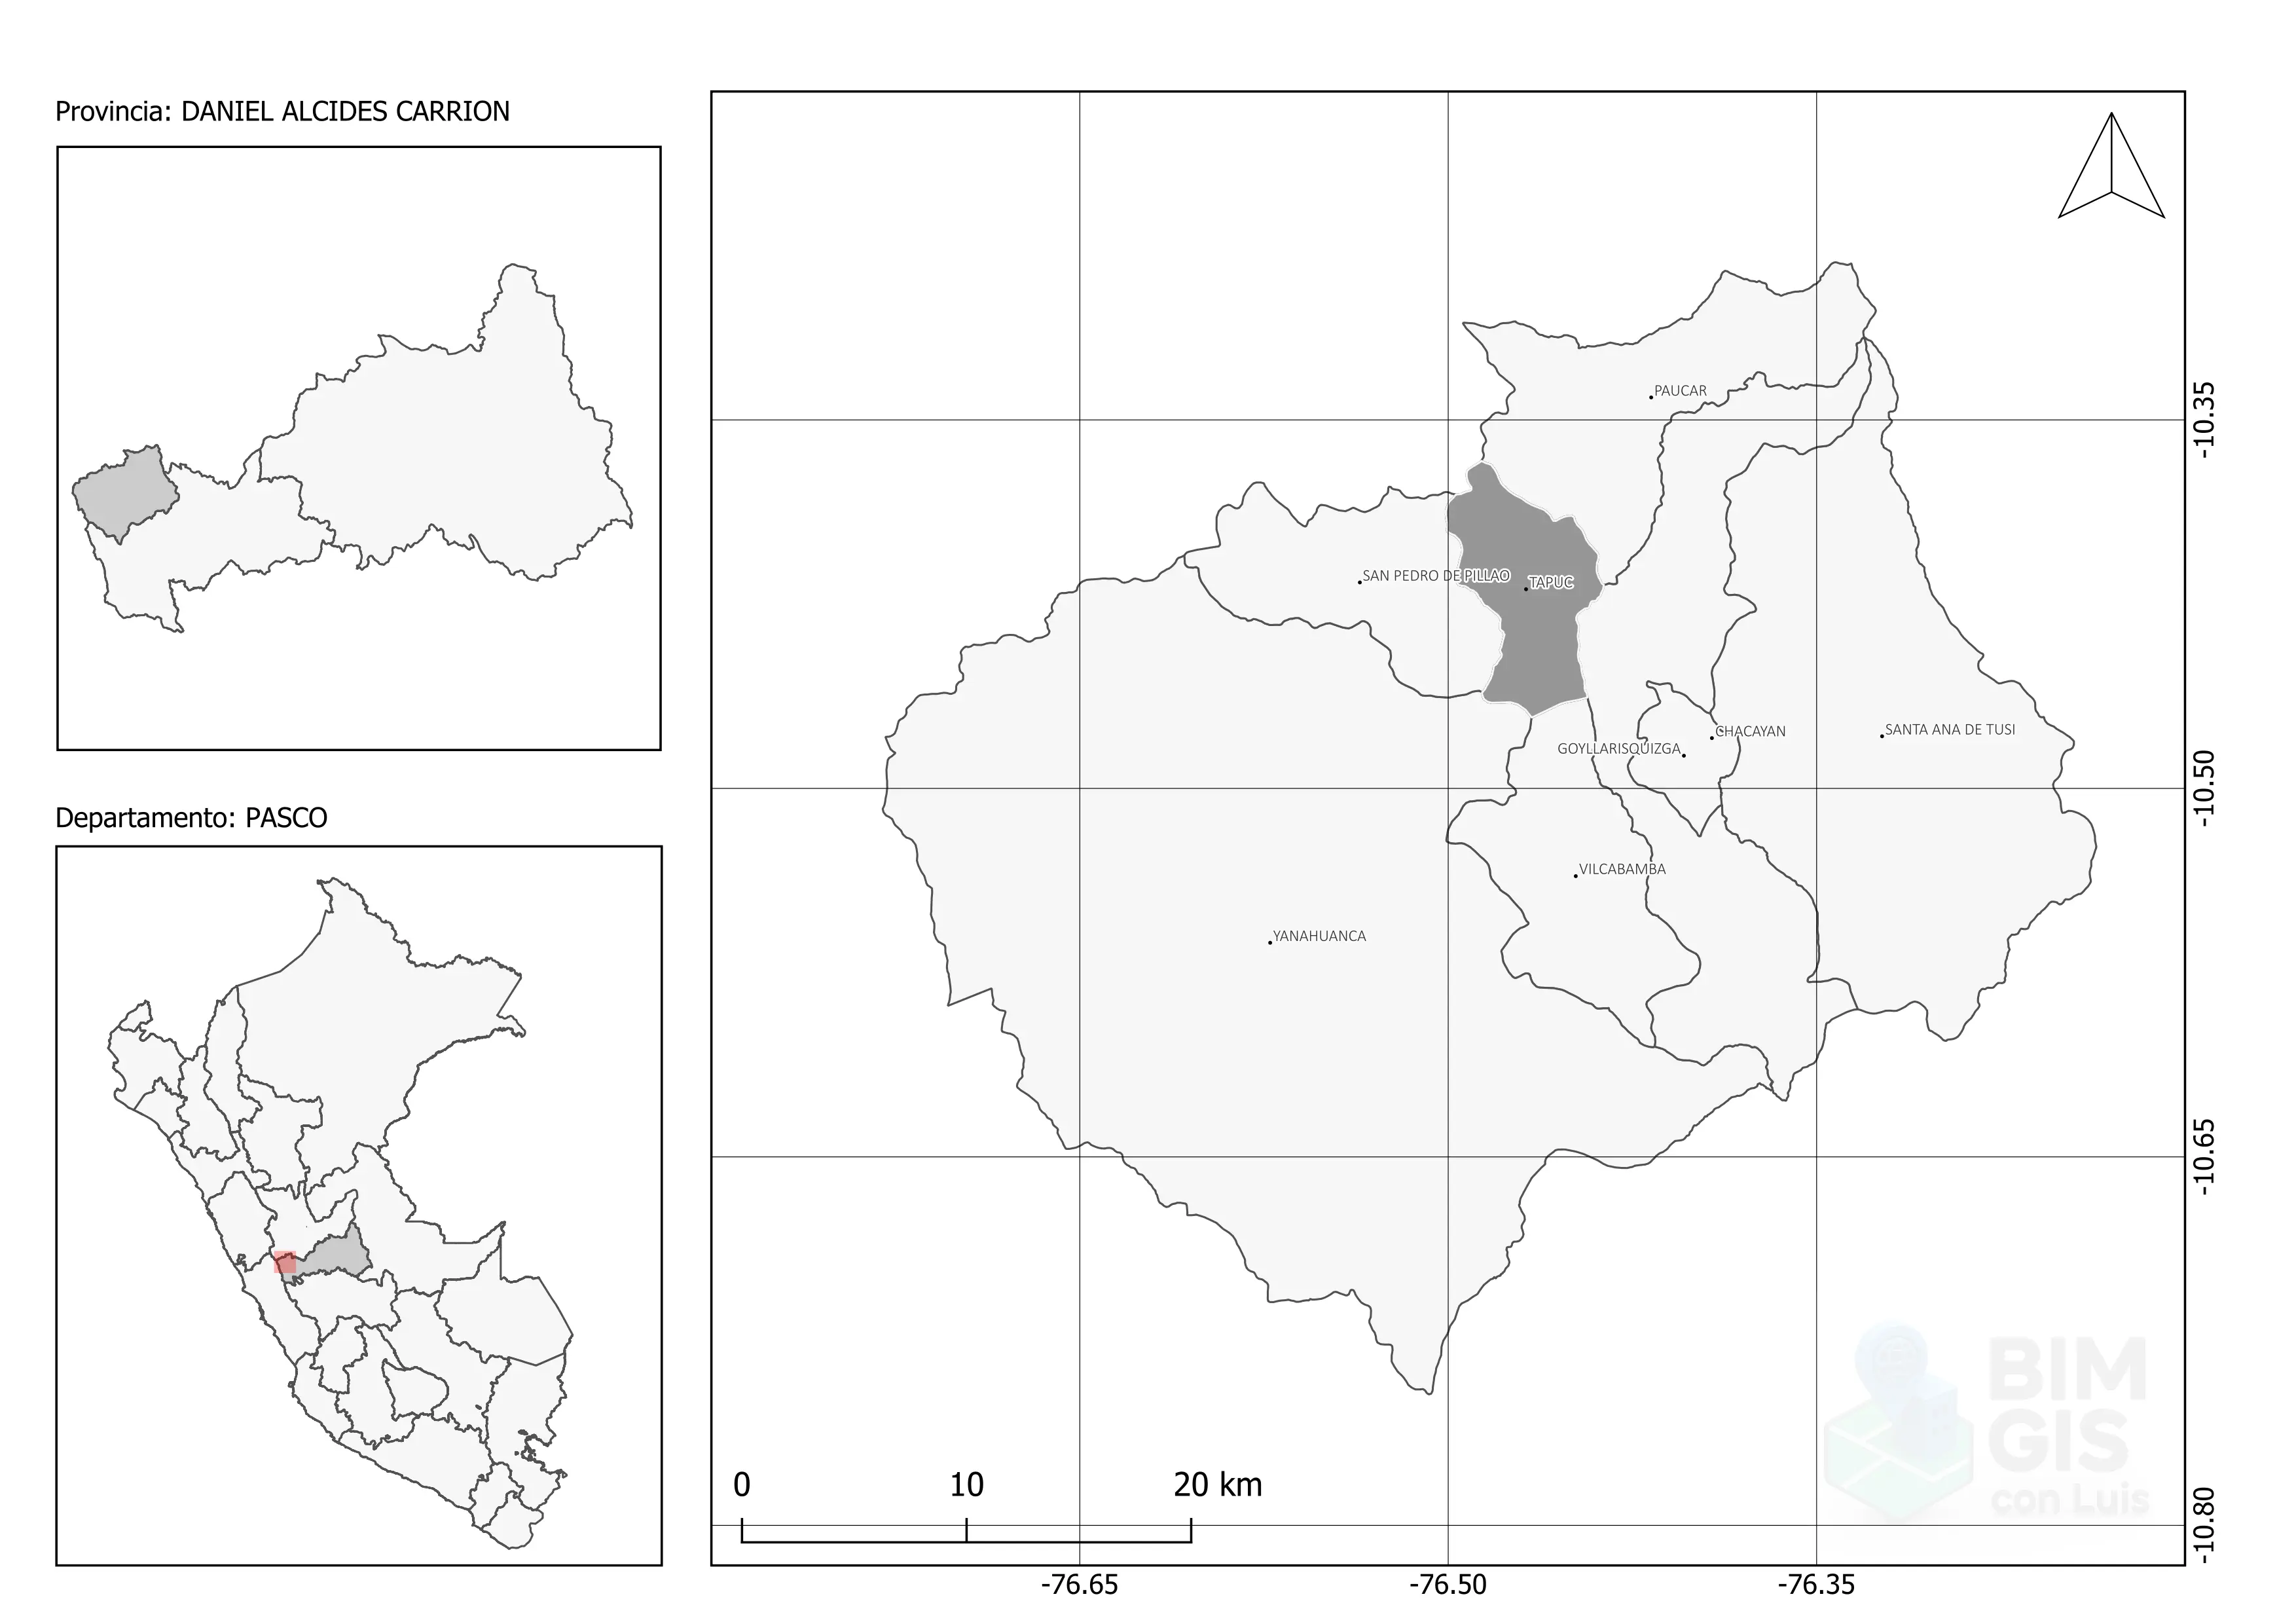 Provincia: DANIEL ALCIDES CARRION
Departamento: PASCO
PAUCAR
SAN PEDRO DE PILLAO
TAPUC
CHACAYAN
SANTA ANA DE TUSI
GOYLLARISQUIZGA
VILCABAMBA
YANAHUANCA
-10.35
-10.50
-10.65
-10.80
BIM
GIS
con Luis
0 10 20 km
-76.65 -76.50 -76.35